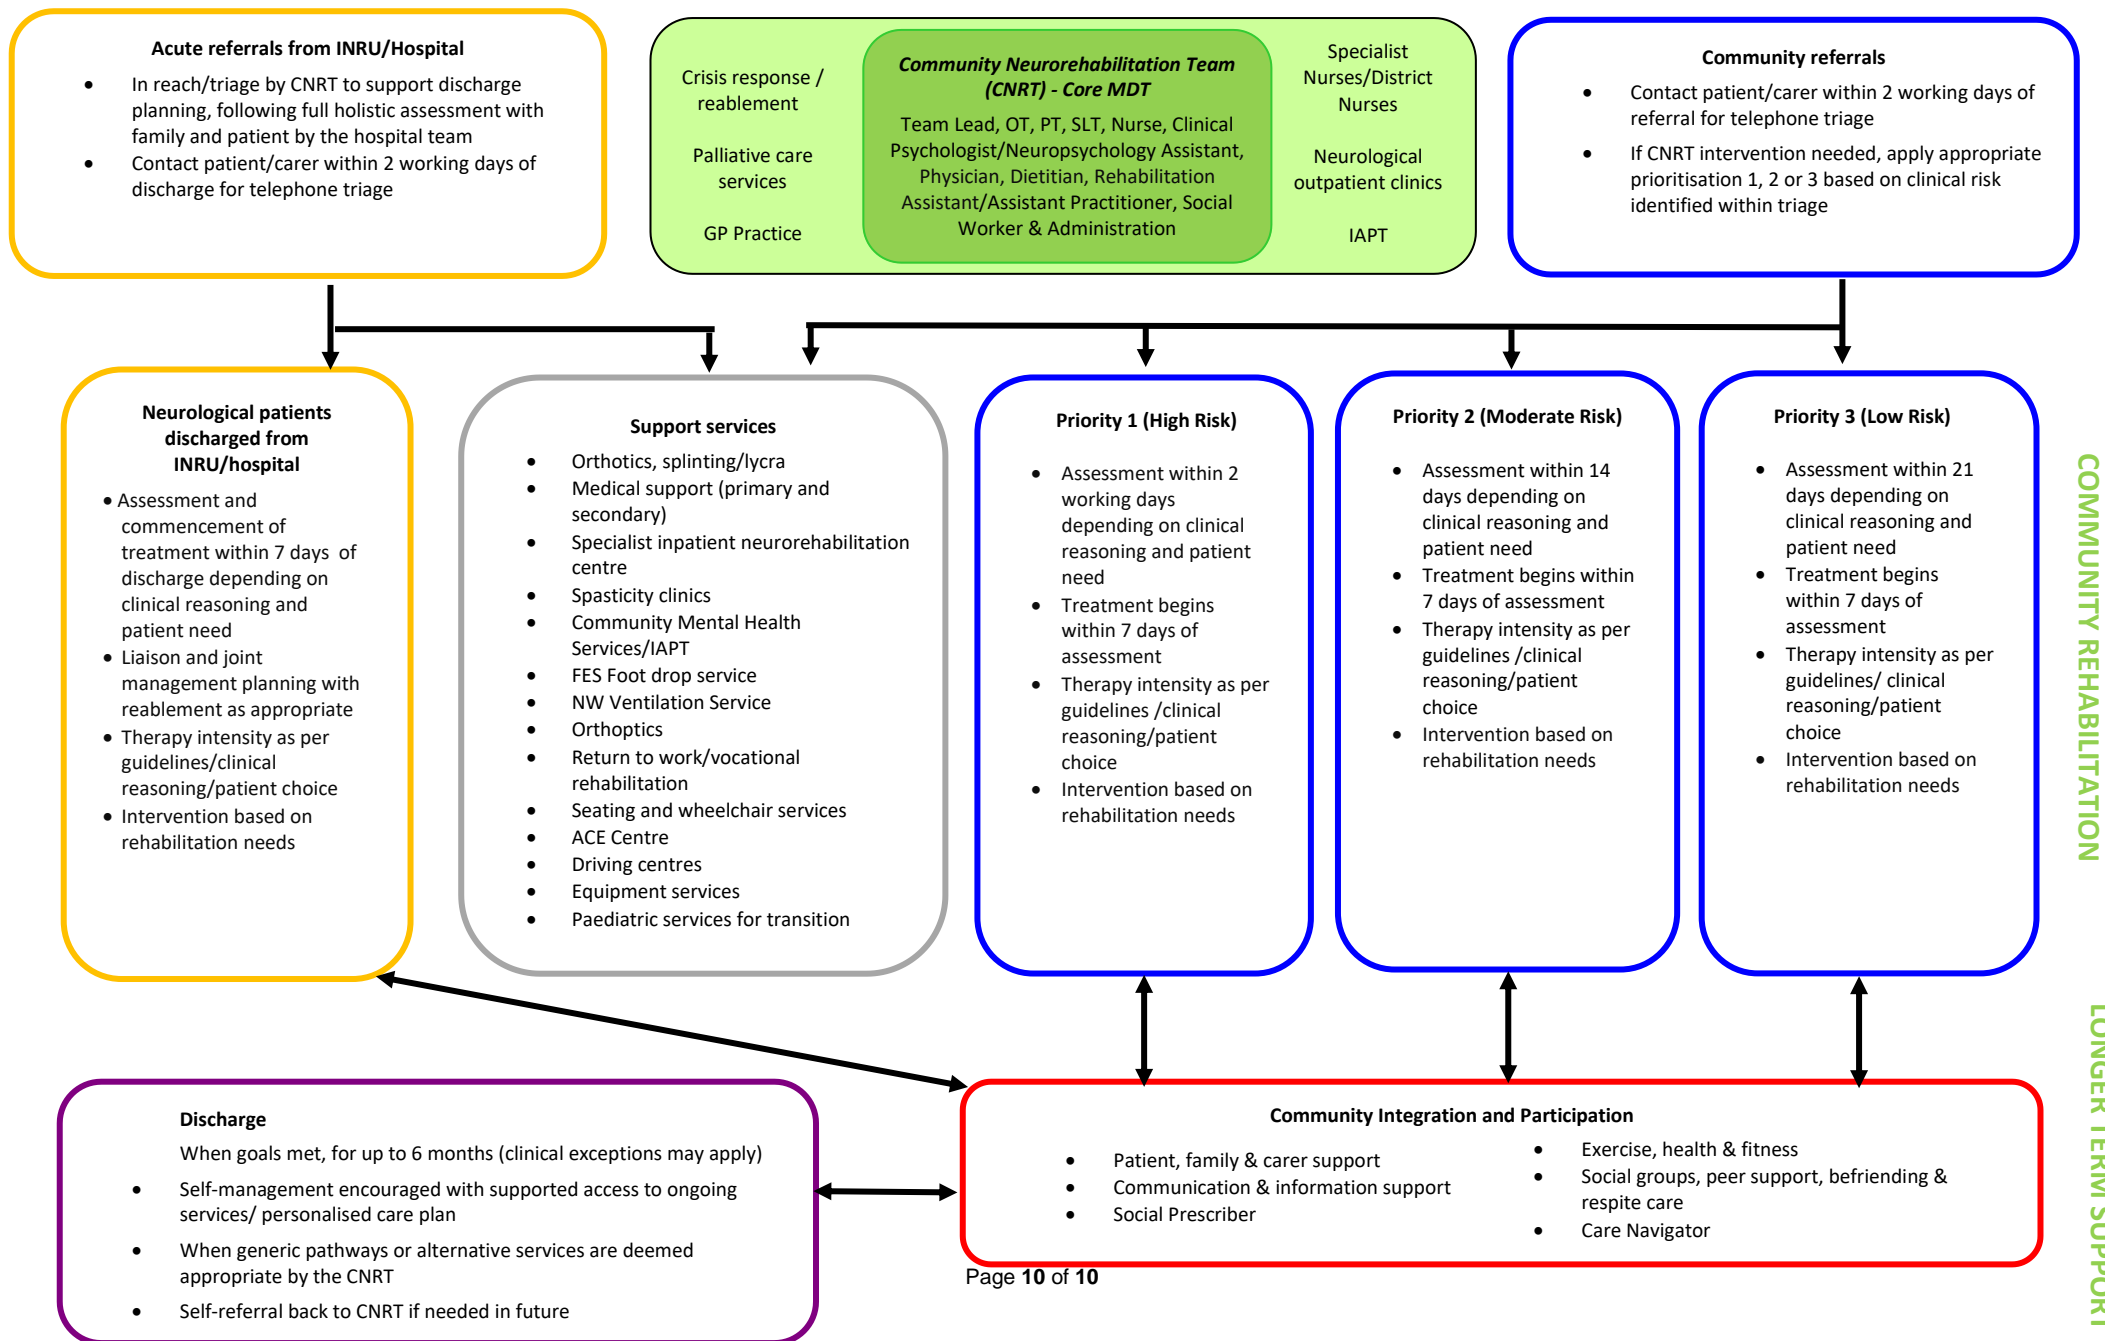 Acute referrals from INRU/Hospital
• In reach/triage by CNRT to support discharge
planning, following full holistic assessment with
family and patient by the hospital team
• Contact patient/carer within 2 working days of
discharge for telephone triage
Crisis response /
reablement
Palliative care
services
GP Practice
Community Neurorehabilitation Team
(CNRT) - Core MDT
Team Lead, OT, PT, SLT, Nurse, Clinical
Psychologist/Neuropsychology Assistant,
Physician, Dietitian, Rehabilitation
Assistant/Assistant Practitioner, Social
Worker & Administration
Specialist
Nurses/District
Nurses
Neurological
outpatient clinics
IAPT
Community referrals
• Contact patient/carer within 2 working days of
referral for telephone triage
• If CNRT intervention needed, apply appropriate
prioritisation 1, 2 or 3 based on clinical risk
identified within triage
Neurological patients
discharged from
INRU/hospital
• Assessment and
commencement of
treatment within 7 days of
discharge depending on
clinical reasoning and
patient need
• Liaison and joint
management planning with
reablement as appropriate
• Therapy intensity as per
guidelines/clinical
reasoning/patient choice
• Intervention based on
rehabilitation needs
Support services
• Orthotics, splinting/lycra
• Medical support (primary and
secondary)
• Specialist inpatient neurorehabilitation
centre
• Spasticity clinics
• Community Mental Health
Services/IAPT
• FES Foot drop service
• NW Ventilation Service
• Orthoptics
• Return to work/vocational
rehabilitation
• Seating and wheelchair services
• ACE Centre
• Driving centres
• Equipment services
• Paediatric services for transition
Priority 1 (High Risk)
• Assessment within 2
working days
depending on clinical
reasoning and patient
need
• Treatment begins
within 7 days of
assessment
• Therapy intensity as per
guidelines /clinical
reasoning/patient
choice
• Intervention based on
rehabilitation needs
Priority 2 (Moderate Risk)
• Assessment within 14
days depending on
clinical reasoning and
patient need
• Treatment begins within
7 days of assessment
• Therapy intensity as per
guidelines /clinical
reasoning/patient
choice
• Intervention based on
rehabilitation needs
Priority 3 (Low Risk)
• Assessment within 21
days depending on
clinical reasoning and
patient need
• Treatment begins
within 7 days of
assessment
• Therapy intensity as per
guidelines/ clinical
reasoning/patient
choice
• Intervention based on
rehabilitation needs
COMMUNITY REHABILITATION
Discharge
When goals met, for up to 6 months (clinical exceptions may apply)
• Self-management encouraged with supported access to ongoing
services/ personalised care plan
• When generic pathways or alternative services are deemed
appropriate by the CNRT
• Self-referral back to CNRT if needed in future
Community Integration and Participation
• Patient, family & carer support
• Communication & information support
• Social Prescriber
• Exercise, health & fitness
• Social groups, peer support, befriending &
respite care
• Care Navigator
LONGER TERM SUPPORT
Page 10 of 10